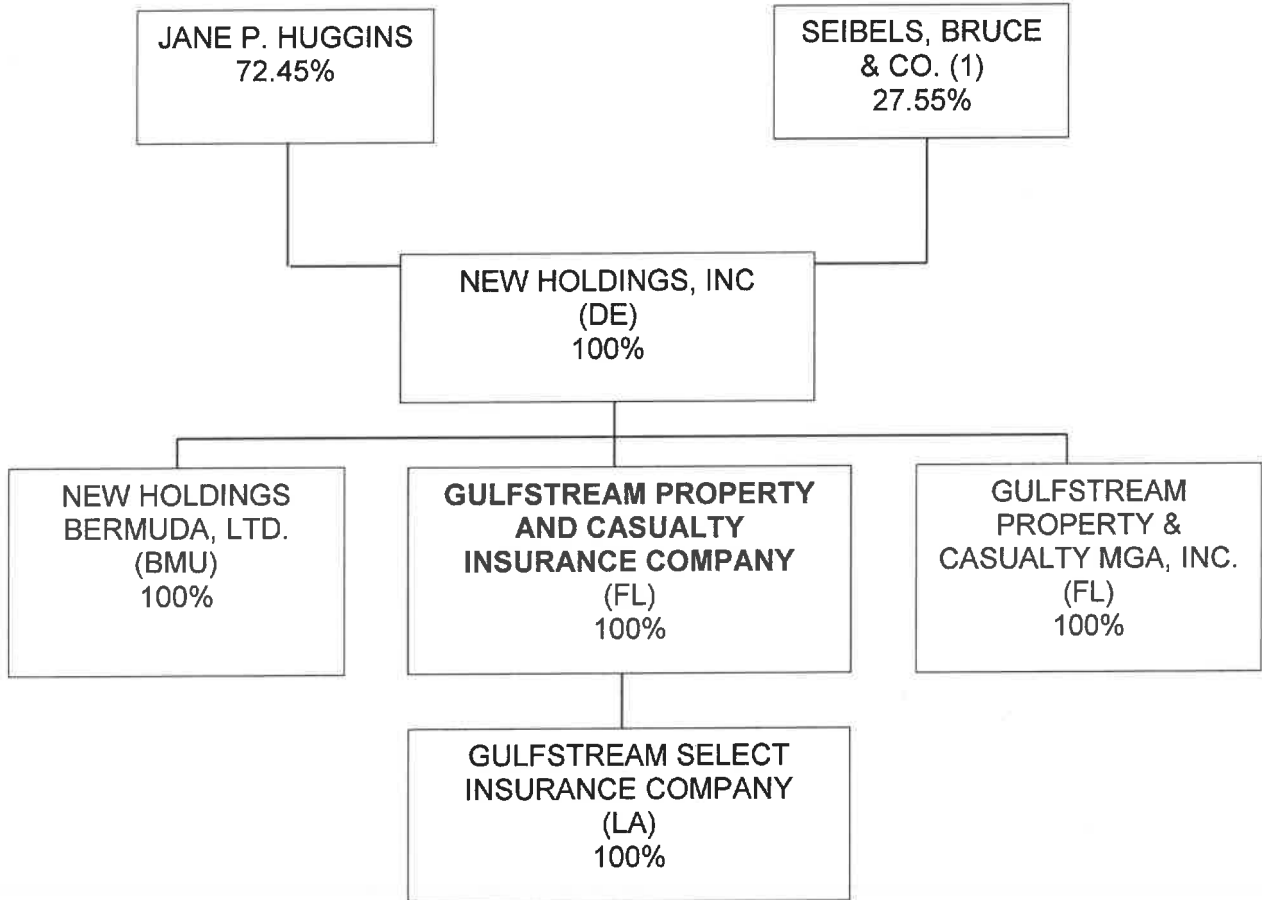 JANE P. HUGGINS
72.45%
SEIBELS, BRUCE
& CO. (1)
27.55%
NEW HOLDINGS, INC
(DE)
100%
NEW HOLDINGS
BERMUDA, LTD.
(BMU)
100%
GULFSTREAM PROPERTY
AND CASUALTY
INSURANCE COMPANY
(FL)
100%
GULFSTREAM
PROPERTY &
CASUALTY MGA, INC.
(FL)
100%
GULFSTREAM SELECT
INSURANCE COMPANY
(LA)
100%